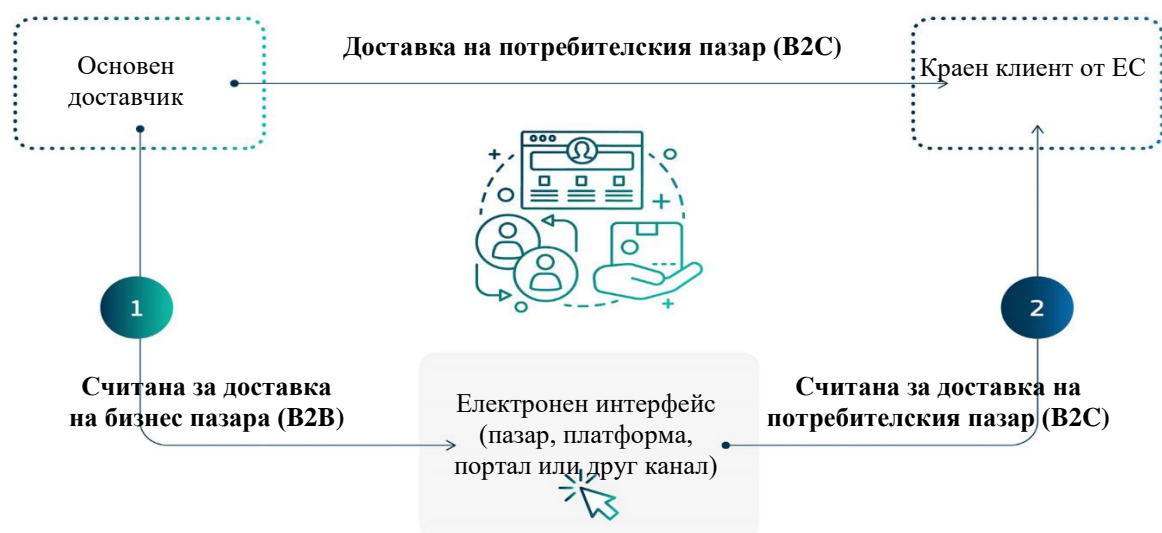 Доставка на потребителския пазар (B2C)
Основен
доставчик
Краен клиент от ЕС
1
2
Считана за доставка
на бизнес пазара (B2B)
Електронен интерфейс
(пазар, платформа,
портал или друг канал)
Считана за доставка на
потребителския пазар (B2C)